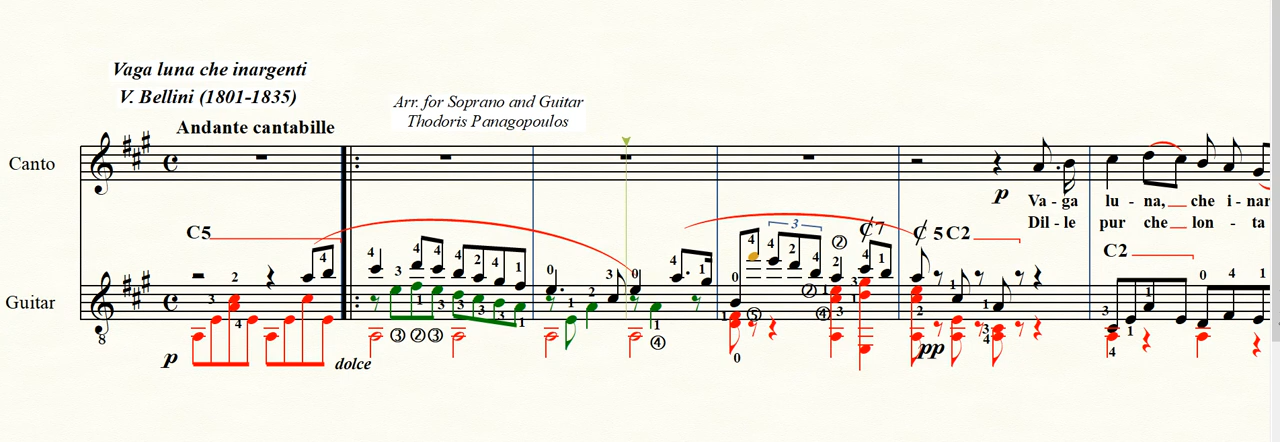 Vaga luna che inargenti
V. Bellini (1801-1835)
Arr. for Soprano and Guitar
Thodoris Panagopoulos
Andante cantabille
Canto
p
Va - ga lu - na, che i - nar
Dil - le pur che lon - ta
C5
C7
C 5 C2
C2
Guitar
8
p
dolce
pp